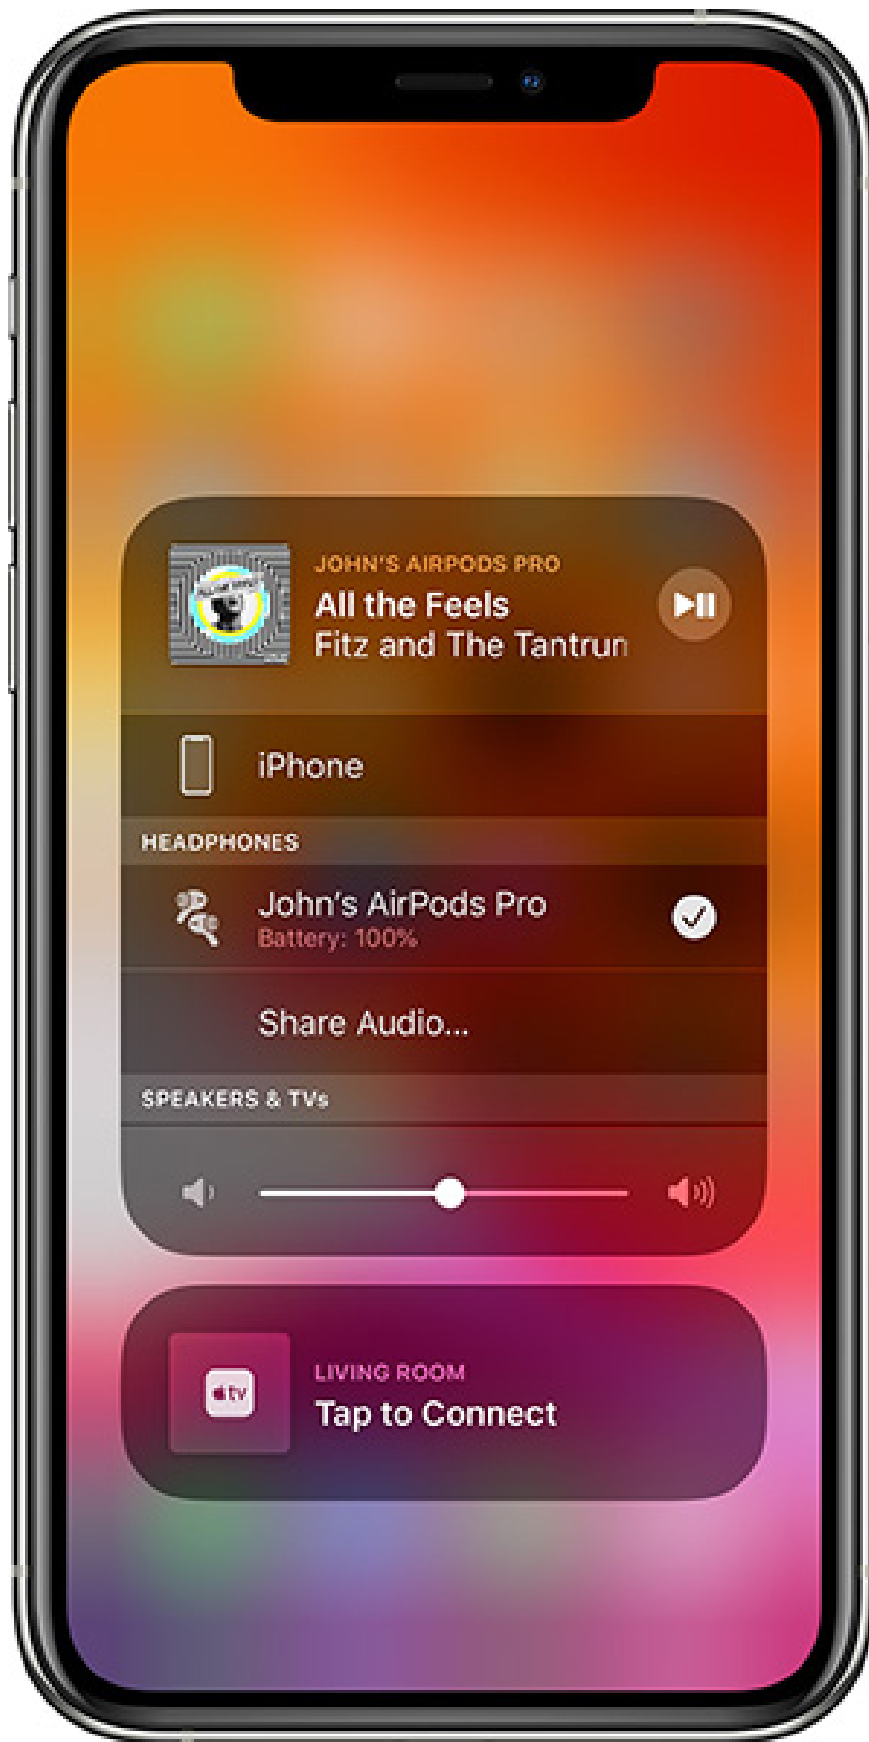 JOHN'S AIRPODS PRO
All the Feels
Fitz and The Tantrun
iPhone
HEADPHONES
John's AirPods Pro
Battery: 100%
Share Audio...
SPEAKERS & TVs
LIVING ROOM
tv
Tap to Connect